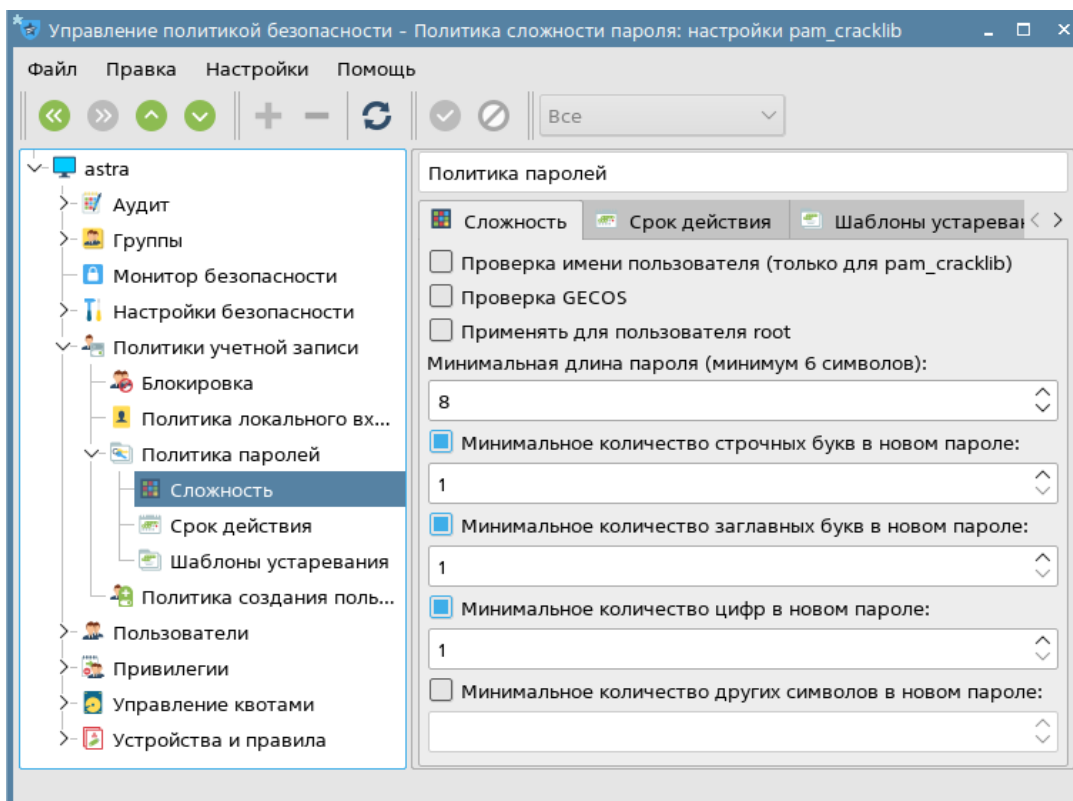 Управление политикой безопасности - Политика сложности пароля: настройки pam_cracklib
Файл Правка Настройки Помощь
Все
astra
Аудит
Группы
Монитор безопасности
Настройки безопасности
Политики учетной записи
Блокировка
Политика локального вх...
Политика паролей
Сложность
Срок действия
Шаблоны устаревания
Политика создания поль...
Пользователи
Привилегии
Управление квотами
Устройства и правила
Политика паролей
Сложность Срок действия Шаблоны устареван
Проверка имени пользователя (только для pam_cracklib)
Проверка GECOS
Применять для пользователя root
Минимальная длина пароля (минимум 6 символов):
8
Минимальное количество строчных букв в новом пароле:
1
Минимальное количество заглавных букв в новом пароле:
1
Минимальное количество цифр в новом пароле:
1
Минимальное количество других символов в новом пароле: